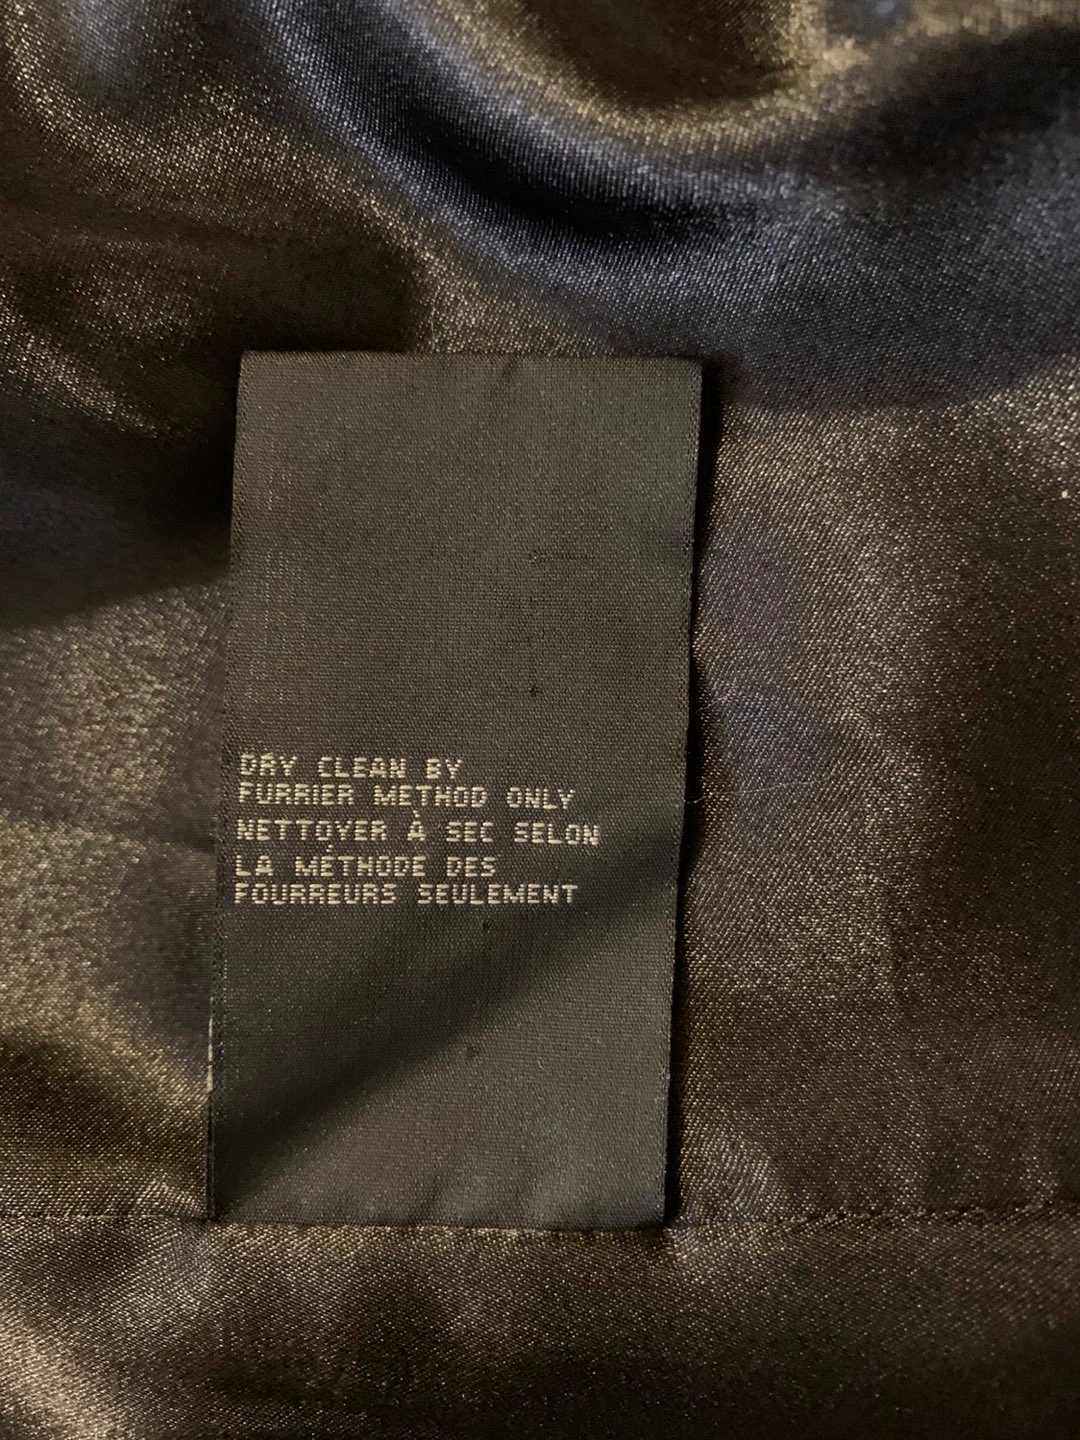 DRY CLEAN BY
FURRIER METHOD ONLY
NETTOYER À SEC SELON
LA MÉTHODE DES
FOURREURS SEULEMENT